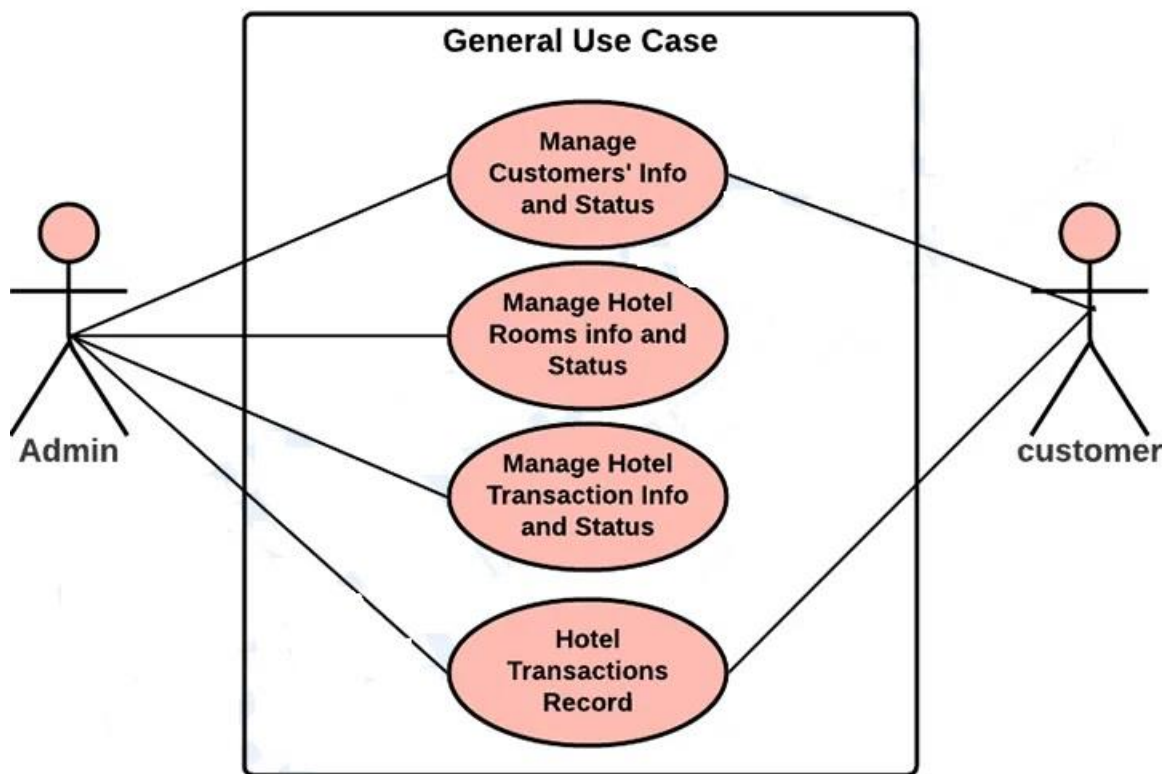 General Use Case
Manage
Customers' Info
and Status
Manage Hotel
Rooms info and
Status
Admin
customer
Manage Hotel
Transaction Info
and Status
Hotel
Transactions
Record